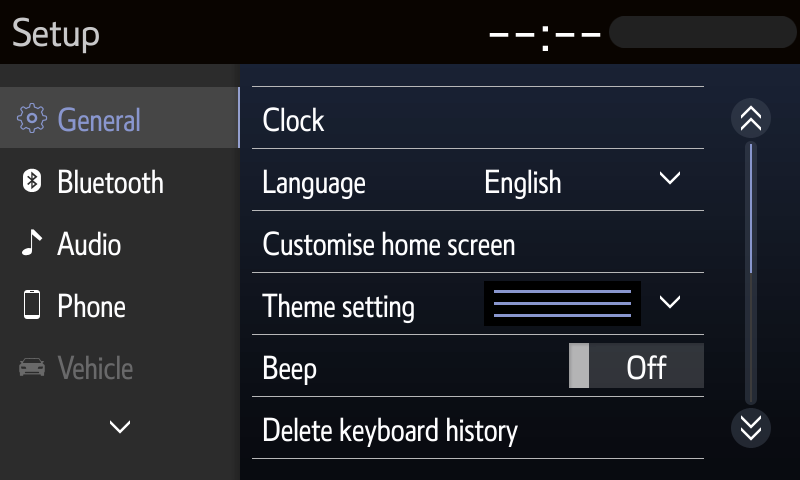 Setup
--:--
General
Bluetooth
Audio
Phone
Vehicle
Clock
Language English
Customise home screen
Theme setting
Beep Off
Delete keyboard history